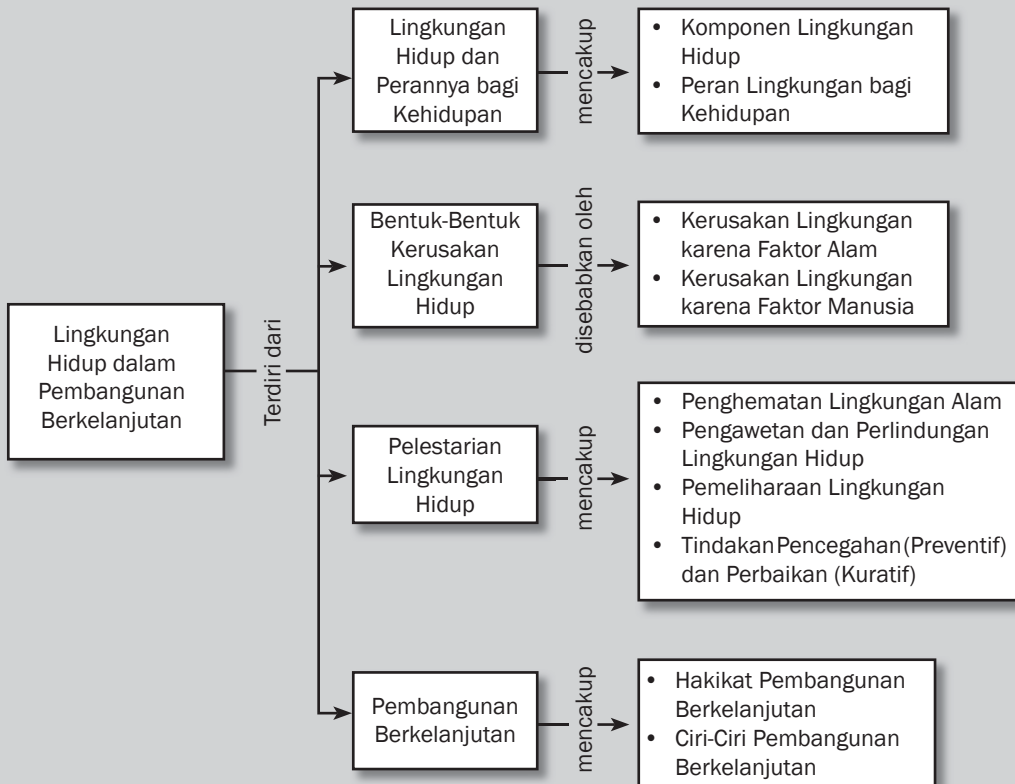 Lingkungan
Hidup dalam
Pembangunan
Berkelanjutan
Terdiri dari
Lingkungan
Hidup dan
Perannya bagi
Kehidupan
mencakup
• Komponen Lingkungan
Hidup
• Peran Lingkungan bagi
Kehidupan
Bentuk-Bentuk
Kerusakan
Lingkungan
Hidup
disebabkan oleh
• Kerusakan Lingkungan
karena Faktor Alam
• Kerusakan Lingkungan
karena Faktor Manusia
Pelestarian
Lingkungan
Hidup
mencakup
• Penghematan Lingkungan Alam
• Pengawetan dan Perlindungan
Lingkungan Hidup
• Pemeliharaan Lingkungan
Hidup
• Tindakan Pencegahan (Preventif)
dan Perbaikan (Kuratif)
Pembangunan
Berkelanjutan
mencakup
• Hakikat Pembangunan
Berkelanjutan
• Ciri-Ciri Pembangunan
Berkelanjutan